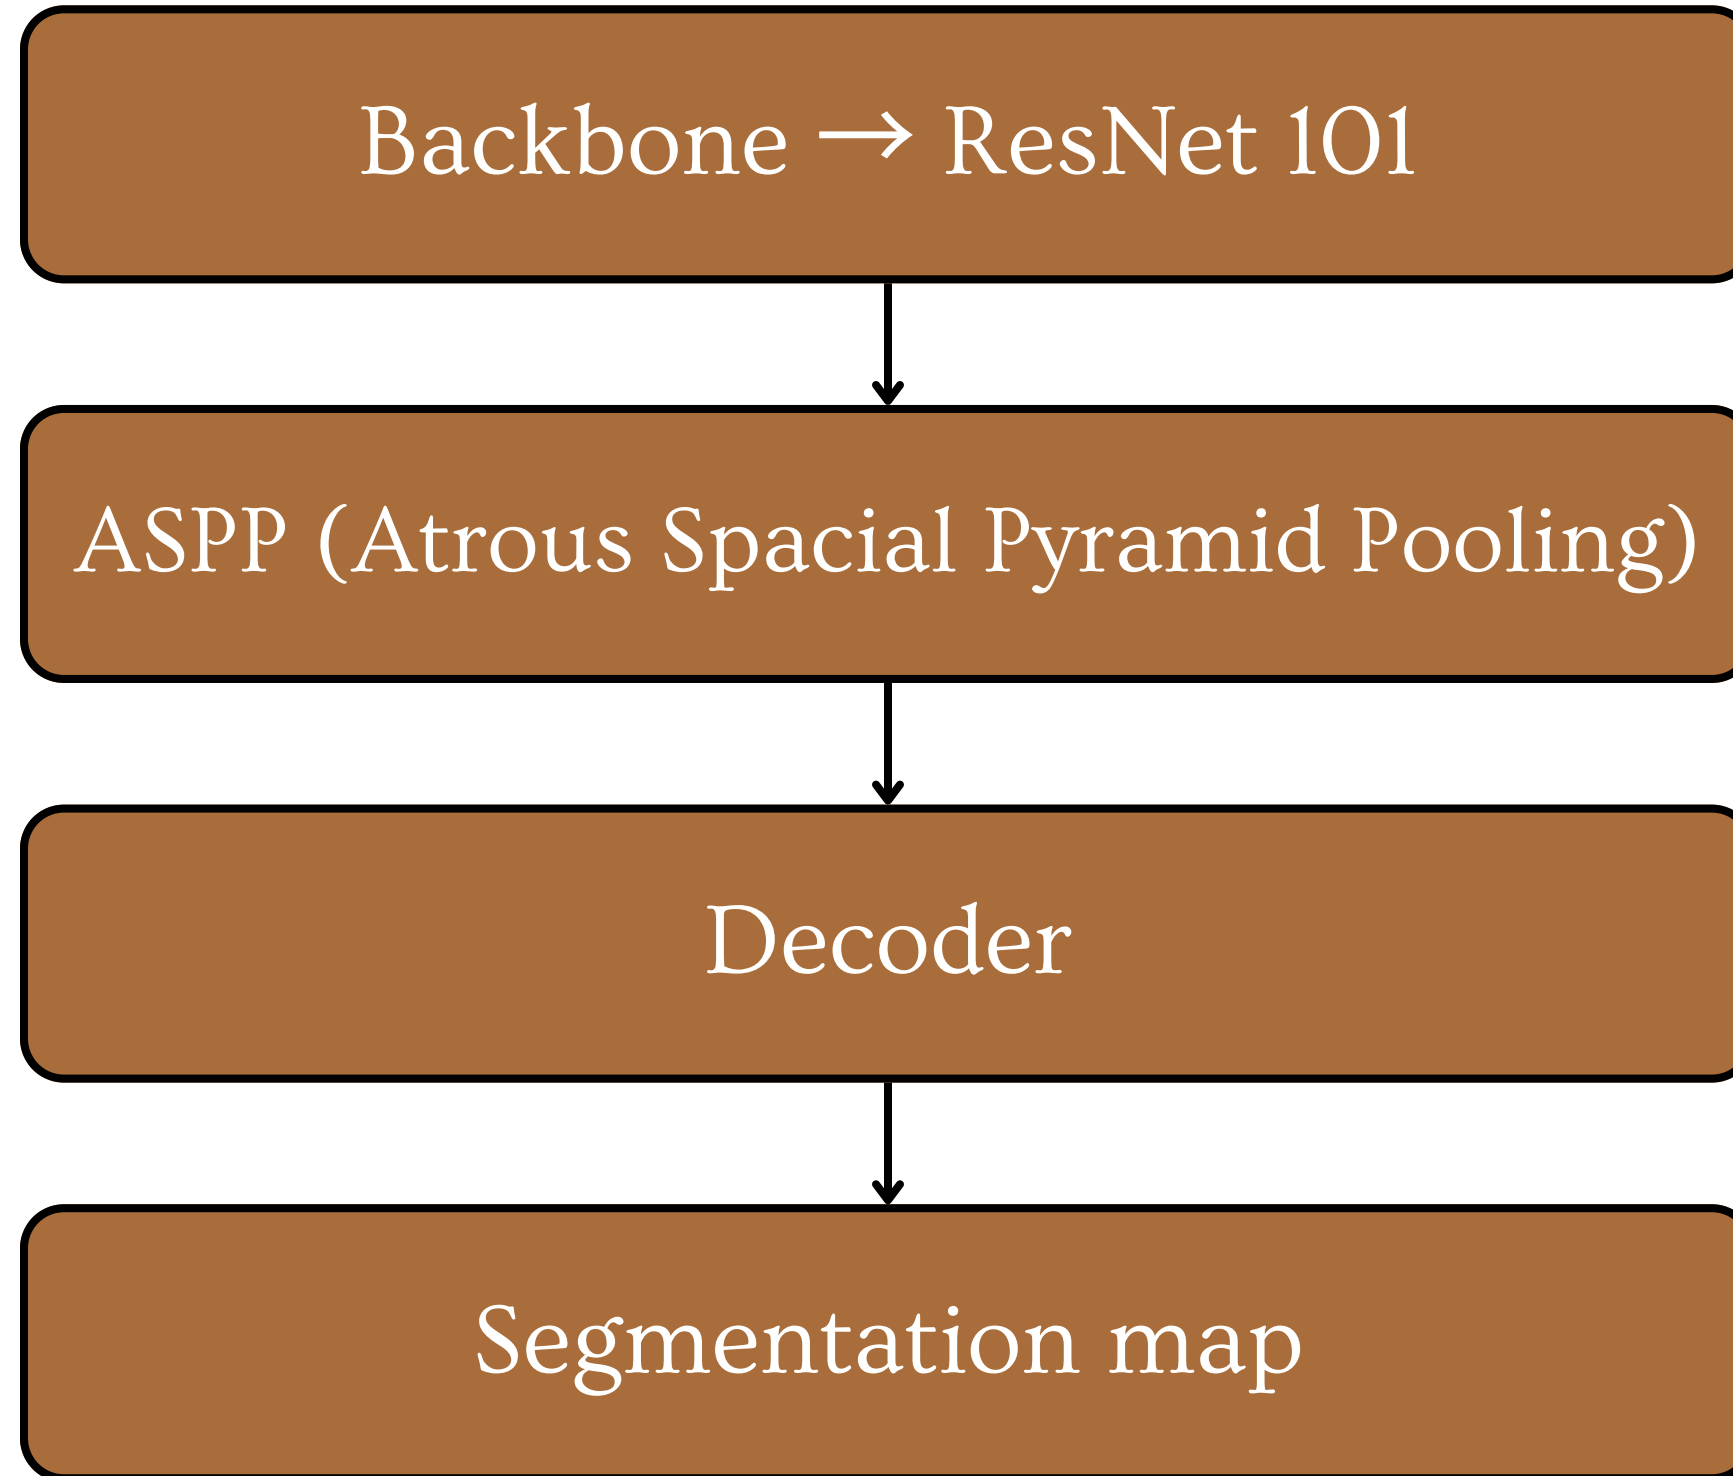 Backbone → ResNet 101
ASPP (Atrous Spacial Pyramid Pooling)
Decoder
Segmentation map